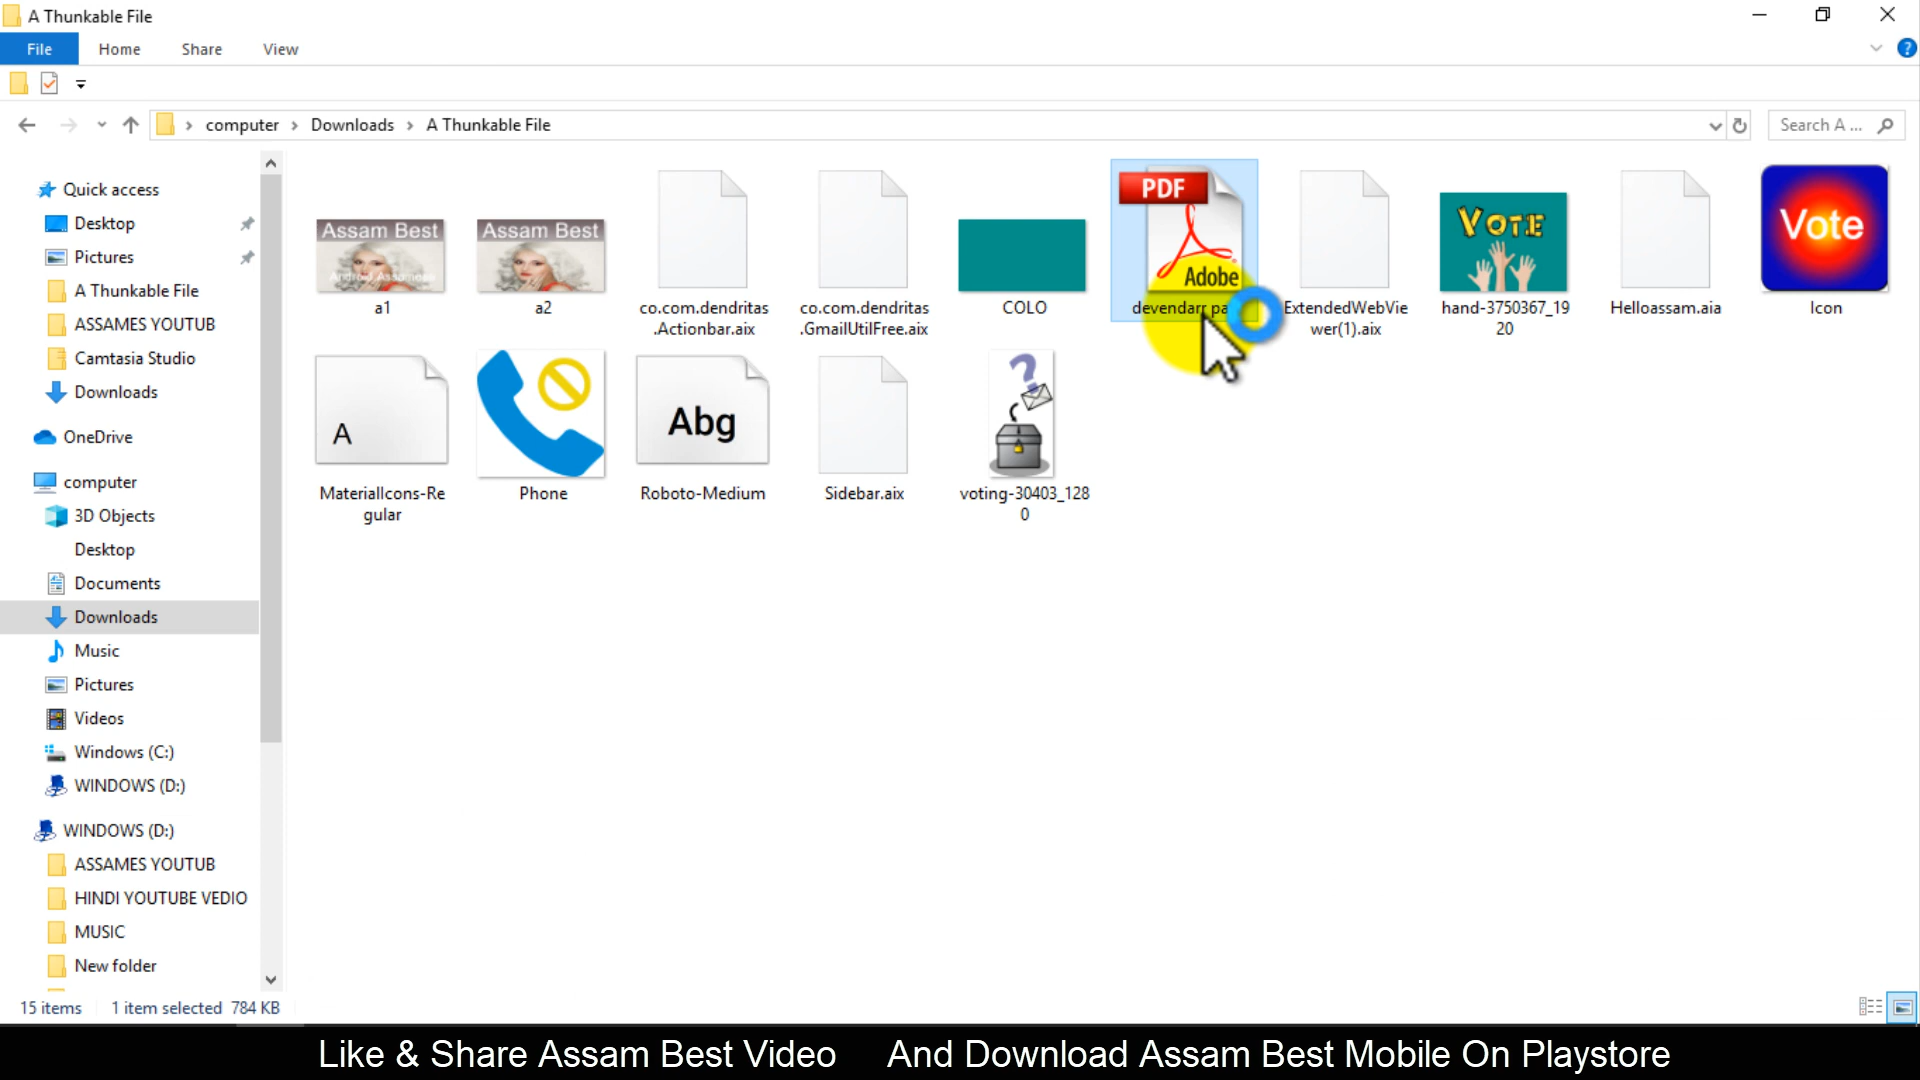 A Thunkable File
File Home Share View
computer Downloads A Thunkable File
Search A ...
Quick access
Desktop
Pictures
A Thunkable File
ASSAMES YOUTUB
Camtasia Studio
Downloads
OneDrive
computer
3D Objects
Desktop
Documents
Downloads
Music
Pictures
Videos
Windows (C:)
WINDOWS (D:)
WINDOWS (D:)
ASSAMES YOUTUB
HINDI YOUTUBE VEDIO
MUSIC
New folder
Assam Best
Android Assamese
a1
Assam Best
a2
co.com.dendritas
.Actionbar.aix
co.com.dendritas
.GmailUtilFree.aix
COLO
PDF
Adobe
devendarr
ExtendedWebVie
wer(1).aix
VOTE
hand-3750367_19
20
Helloassam.aia
Vote
Icon
A
MaterialIcons-Re
gular
Phone
Abg
Roboto-Medium
Sidebar.aix
?
voting-30403_128
0
15 items 1 item selected 784 KB
Like & Share Assam Best Video And Download Assam Best Mobile On Playstore